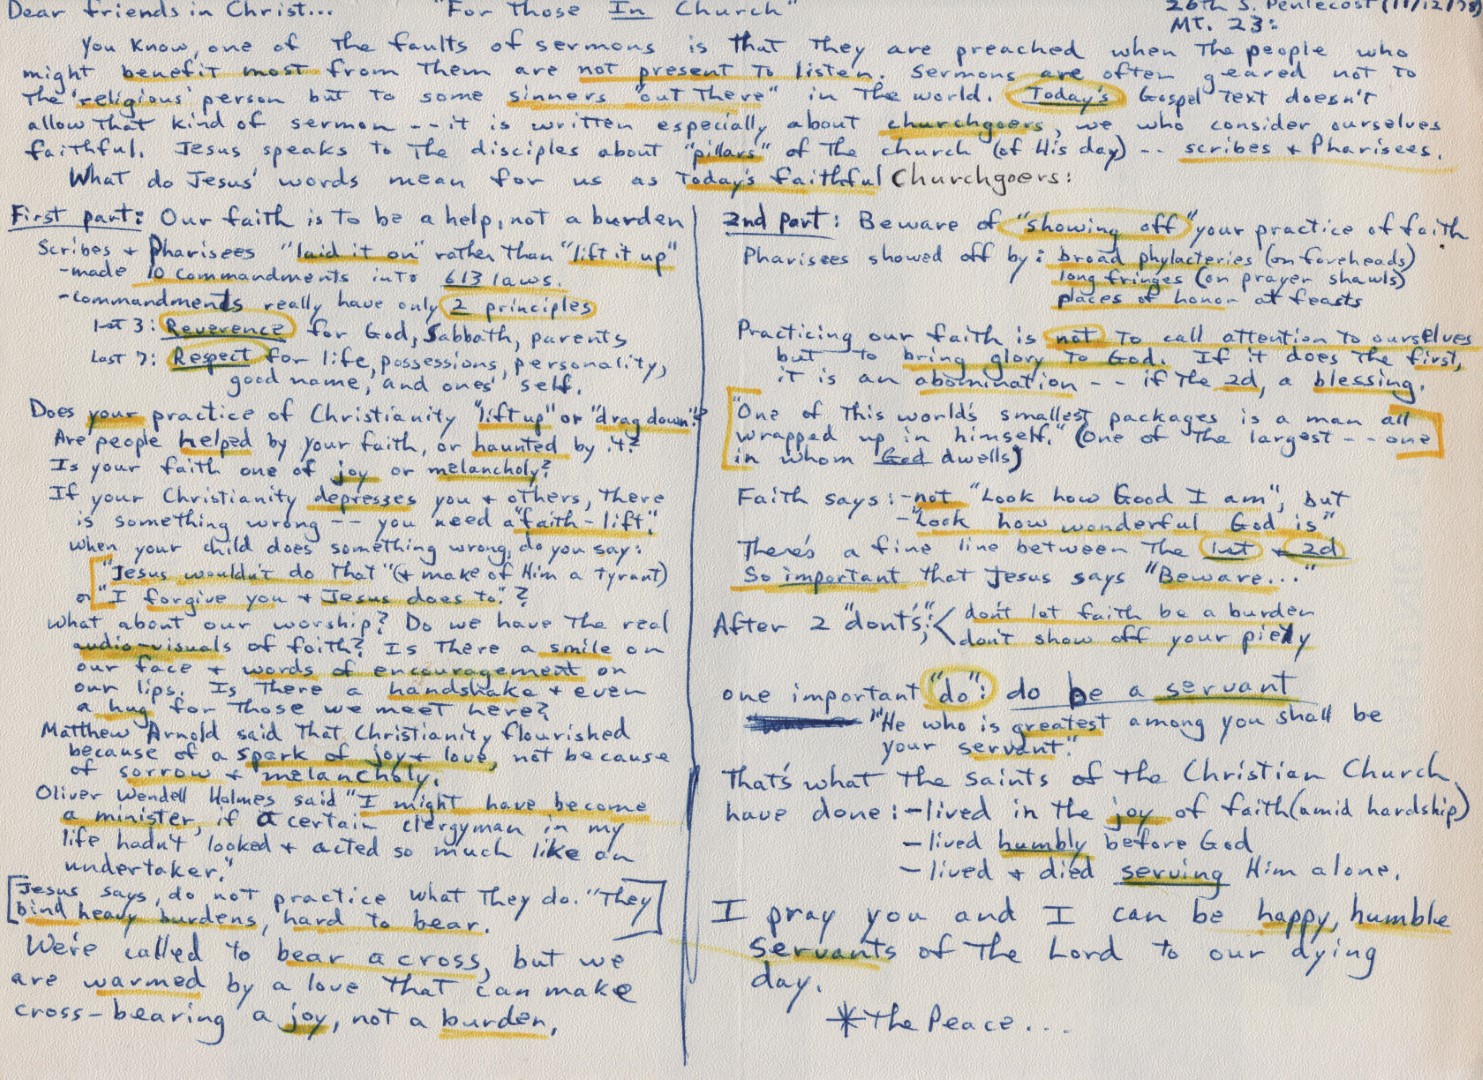 Dear friends in Christ... "For Those In Church" 26th S. Pentecost (11/12/78)
Mt. 23:
You know, one of the faults of sermons is that they are preached when the people who
might benefit most from them are not present to listen. Sermons are often geared not to
the 'religious' person but to some sinners "out there" in the world. Today's Gospel text doesn't
allow that kind of sermon -- it is written especially about churchgoers, we who consider ourselves
faithful. Jesus speaks to the disciples about "pillars" of the church (of His day) -- scribes + Pharisees.
What do Jesus' words mean for us as today's faithful Churchgoers:
First part: Our faith is to be a help, not a burden
Scribes + Pharisees "laid it on" rather than "lift it up"
-made 10 commandments into 613 laws.
-commandments really have only 2 principles
1st 3: Reverence for God, Sabbath, parents
Last 7: Respect for life, possessions, personality,
good name, and ones' self.
Does your practice of Christianity "lift up" or "drag down"?
Are people helped by your faith, or haunted by it?
Is your faith one of joy or melancholy?
If your Christianity depresses you + others, there
is something wrong -- you need a "faith-lift".
When your child does something wrong, do you say:
"Jesus wouldn't do that" (+ make of Him a tyrant)
or "I forgive you + Jesus does to."?
What about our worship? Do we have the real
audio-visuals of faith? Is there a smile on
our face + words of encouragement on
our lips. Is there a handshake + even
a hug for those we meet here?
Matthew Arnold said that Christianity flourished
because of a spark of joy + love, not because
of sorrow + melancholy.
Oliver Wendell Holmes said "I might have become
a minister, if a certain clergyman in my
life hadn't looked + acted so much like an
undertaker."
Jesus says, do not practice what they do. "They
bind heavy burdens, hard to bear.
We're called to bear a cross, but we
are warmed by a love that can make
cross-bearing a joy, not a burden.
2nd part: Beware of "showing off" your practice of faith.
Pharisees showed off by: broad phylacteries (on foreheads)
long fringes (on prayer shawls)
places of honor at feasts
Practicing our faith is not to call attention to ourselves
but to bring glory to God. If it does the first,
it is an abomination -- if the 2d, a blessing.
"One of this world's smallest packages is a man all
wrapped up in himself." (One of the largest -- one
in whom God dwells)
Faith says: -not "Look how Good I am", but
-"Look how wonderful God is"
There's a fine line between the 1st + 2d
So important that Jesus says "Beware..."
After 2 "dont's": < don't let faith be a burden
don't show off your piety
one important "do": do be a servant
"He who is greatest among you shall be
your servant."
That's what the saints of the Christian Church
have done: -lived in the joy of faith (amid hardship)
-lived humbly before God
-lived + died serving Him alone.
I pray you and I can be happy, humble
servants of the Lord to our dying
day.
*The Peace...